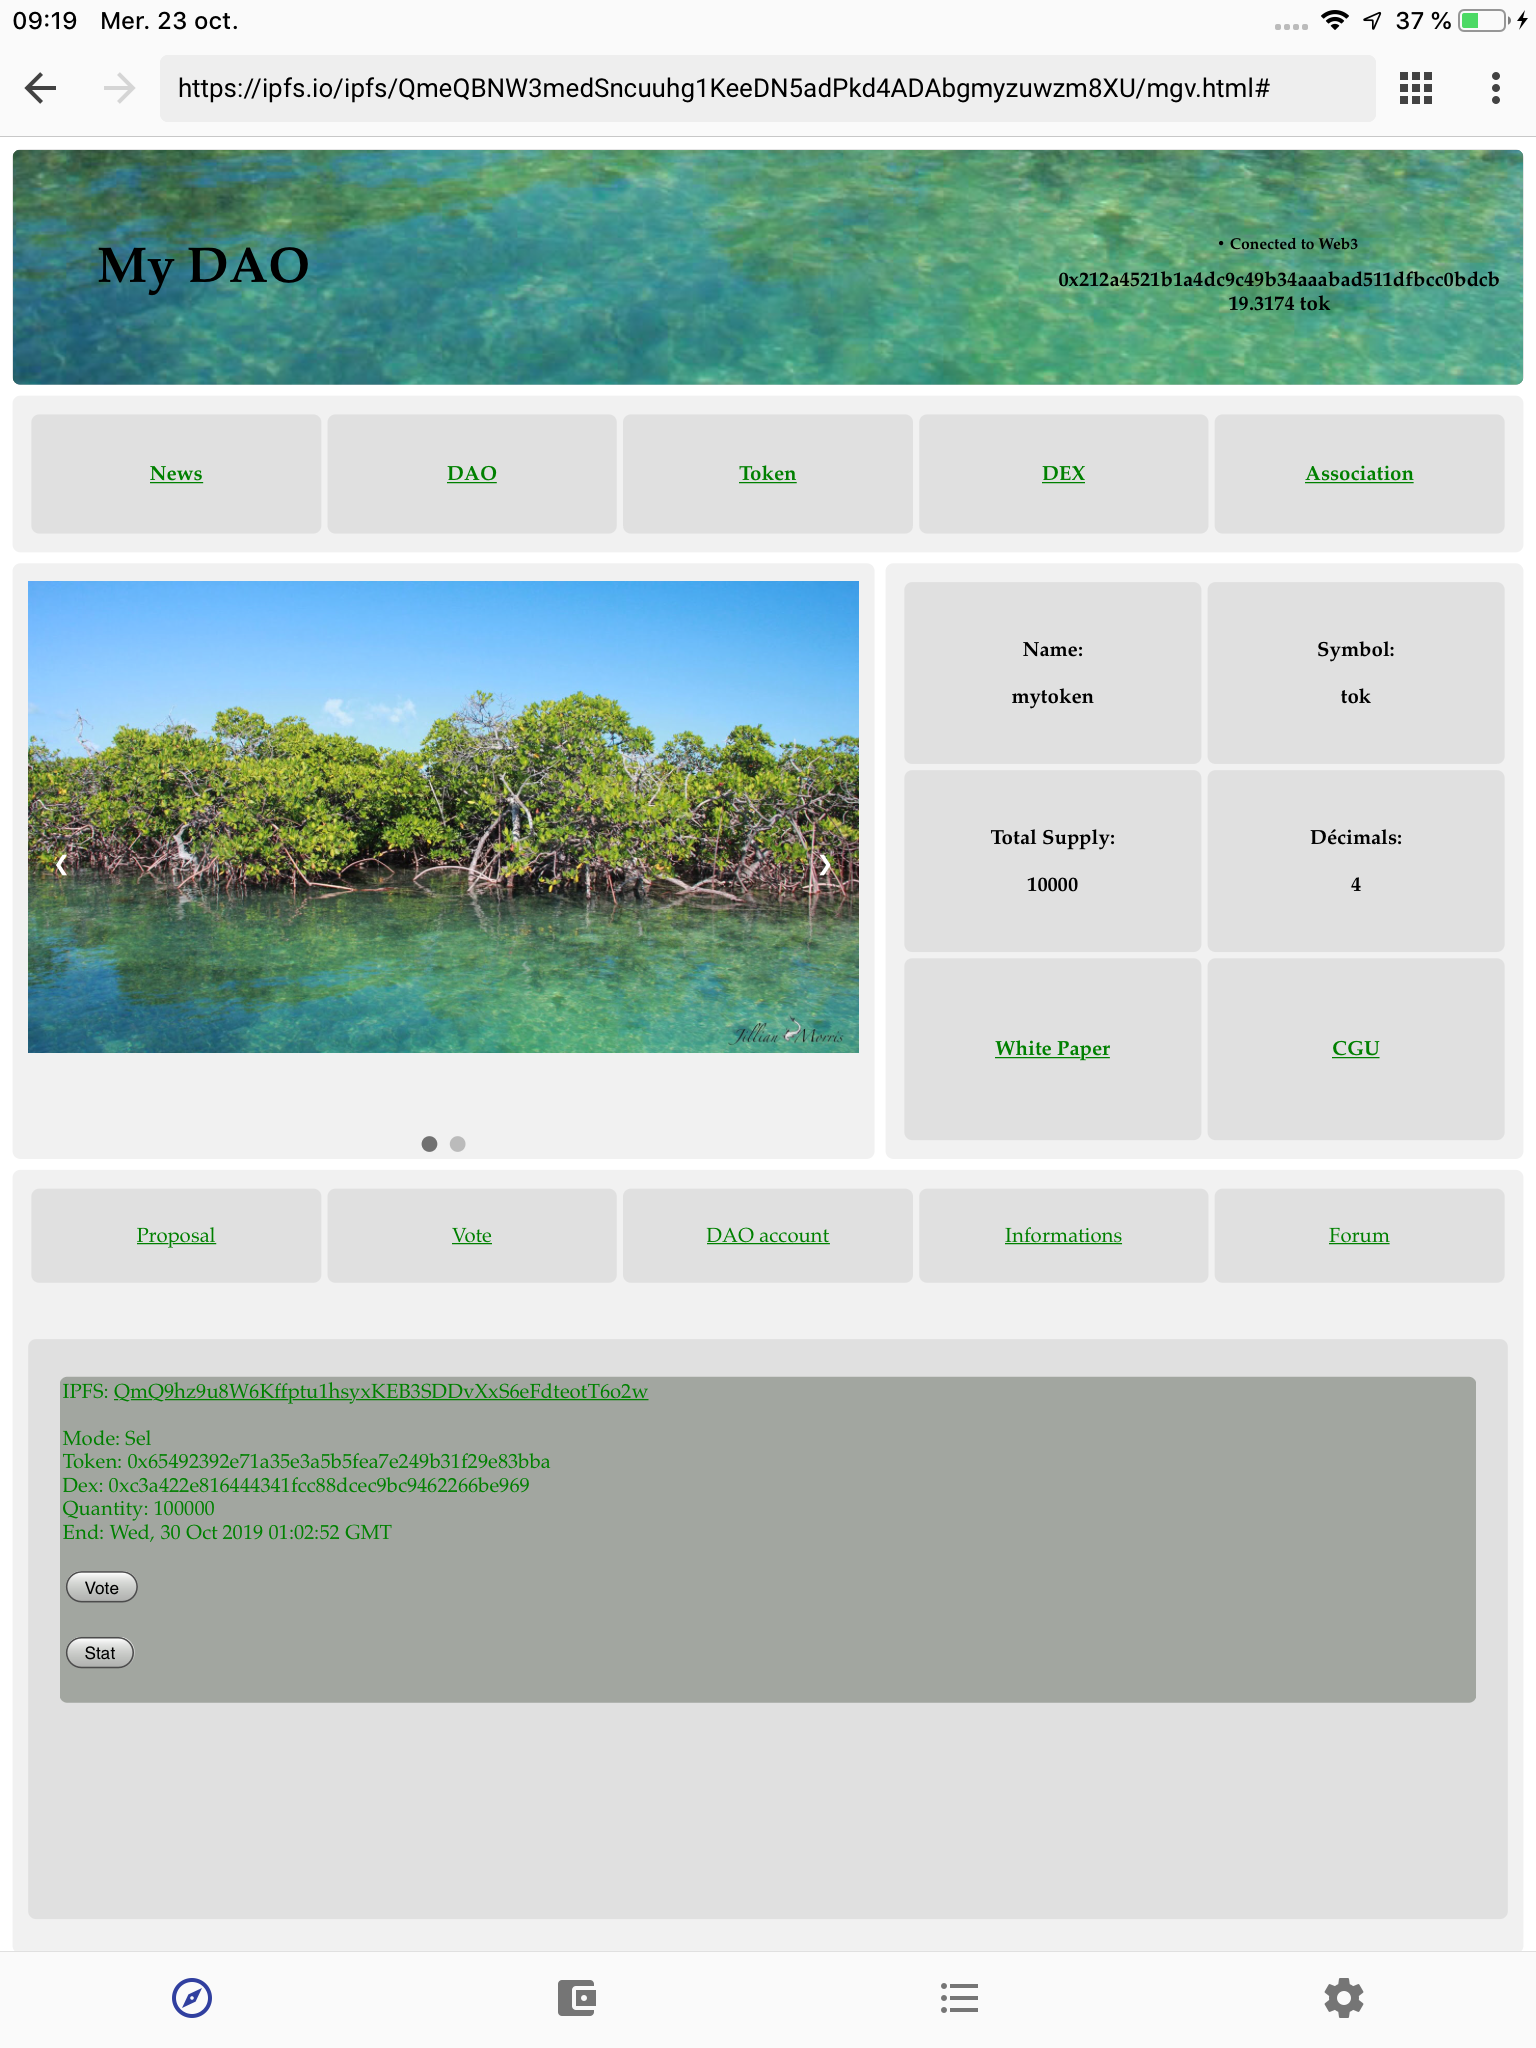 09:19 Mer. 23 oct.
37 %
https://ipfs.io/ipfs/QmeQBNW3medSncuuhg1KeeDN5adPkd4ADAbgmyzuwzm8XU/mgv.html#
My DAO
• Conected to Web3
0x212a4521b1a4dc9c49b34aaabad511dfbcc0bdcb
19.3174 tok
News
DAO
Token
DEX
Association
Jillian Morris
Name:
mytoken
Symbol:
tok
Total Supply:
10000
Décimals:
4
White Paper
CGU
Proposal
Vote
DAO account
Informations
Forum
IPFS: QmQ9hz9u8W6Kffptu1hsyxKEB3SDDvXxS6eFdteotT6o2w
Mode: Sel
Token: 0x65492392e71a35e3a5b5fea7e249b31f29e83bba
Dex: 0xc3a422e816444341fcc88dcec9bc9462266be969
Quantity: 100000
End: Wed, 30 Oct 2019 01:02:52 GMT
Vote
Stat